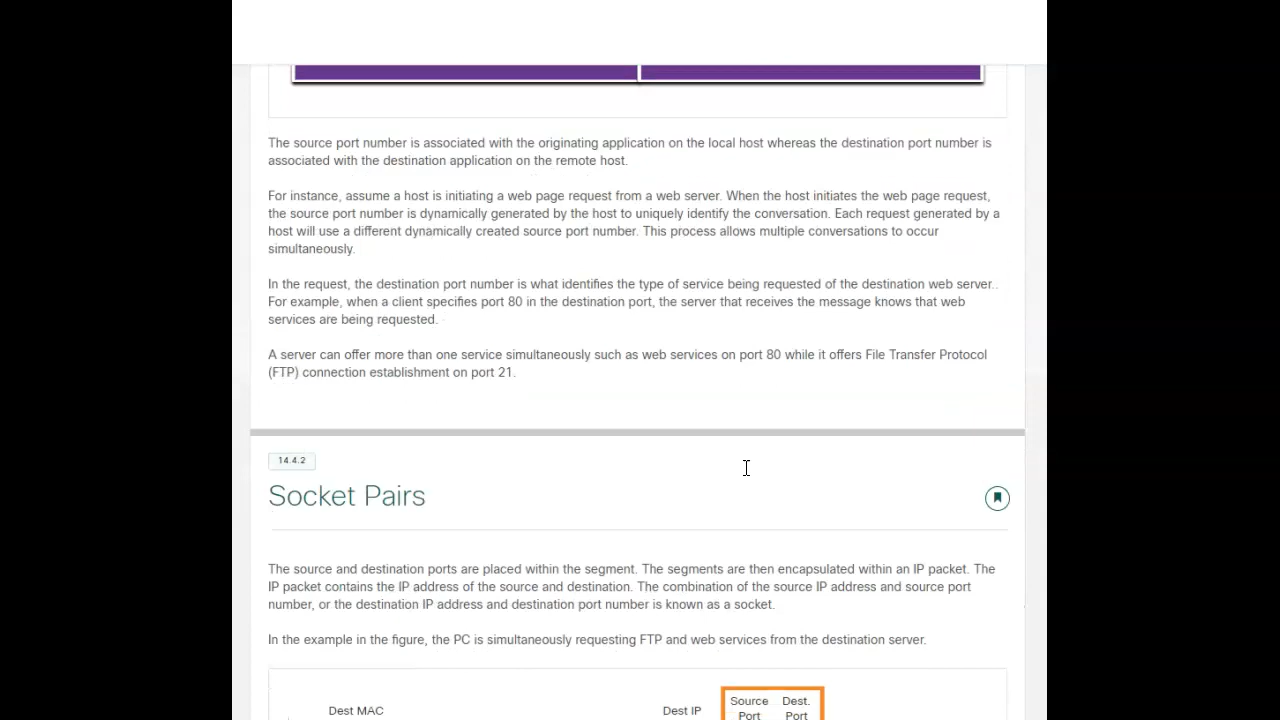 The source port number is associated with the originating application on the local host whereas the destination port number is
associated with the destination application on the remote host.
For instance, assume a host is initiating a web page request from a web server. When the host initiates the web page request,
the source port number is dynamically generated by the host to uniquely identify the conversation. Each request generated by a
host will use a different dynamically created source port number. This process allows multiple conversations to occur
simultaneously.
In the request, the destination port number is what identifies the type of service being requested of the destination web server..
For example, when a client specifies port 80 in the destination port, the server that receives the message knows that web
services are being requested.
A server can offer more than one service simultaneously such as web services on port 80 while it offers File Transfer Protocol
(FTP) connection establishment on port 21.
14.4.2
Socket Pairs
The source and destination ports are placed within the segment. The segments are then encapsulated within an IP packet. The
IP packet contains the IP address of the source and destination. The combination of the source IP address and source port
number, or the destination IP address and destination port number is known as a socket.
In the example in the figure, the PC is simultaneously requesting FTP and web services from the destination server.
Source Dest.
Dest MAC Dest IP
Port Port